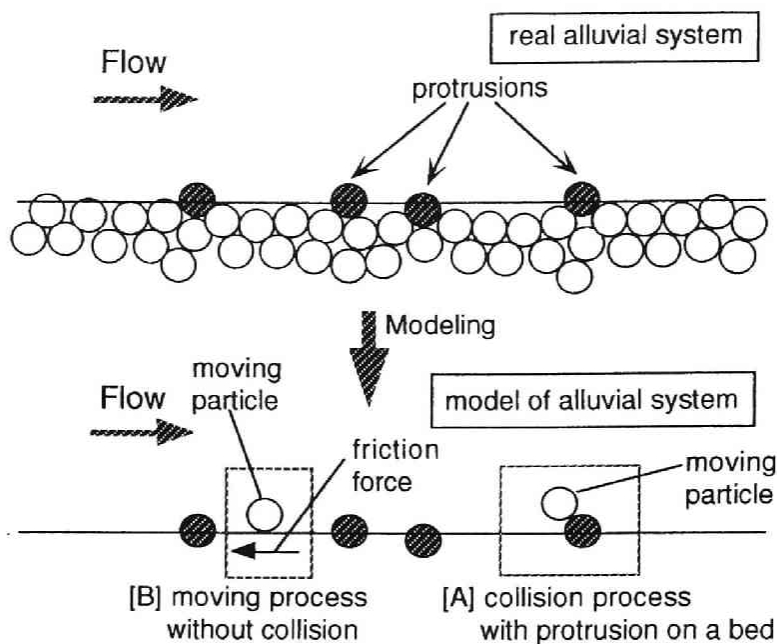 real alluvial system
Flow
protrusions
Modeling
moving
particle
Flow
model of alluvial system
friction
force
moving
particle
[B] moving process
without collision
[A] collision process
with protrusion on a bed